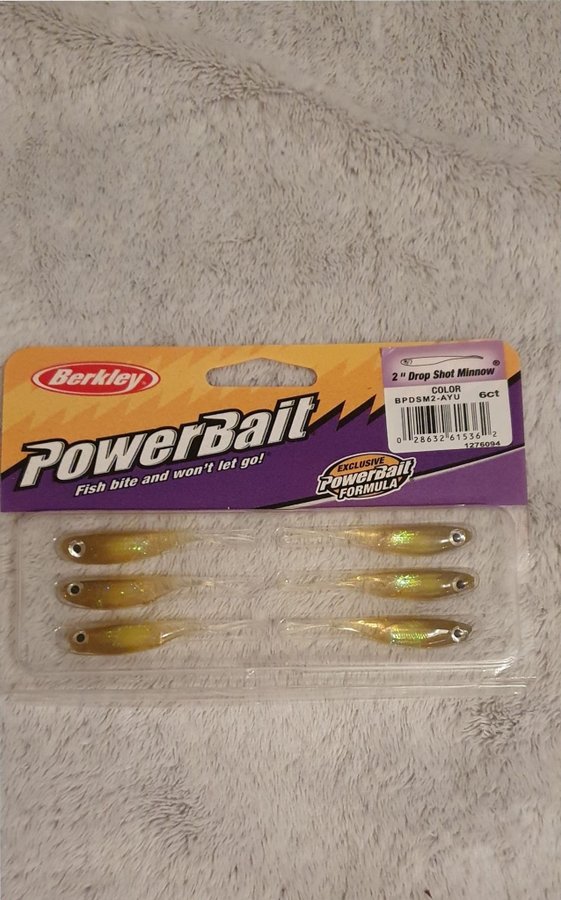 Berkley
PowerBait
Fish bite and won't let go!
2" Drop Shot Minnow®
COLOR
BPDSM2-AYU 6ct
0 28632 61536 2
1276094
EXCLUSIVE
PowerBait
FORMULA